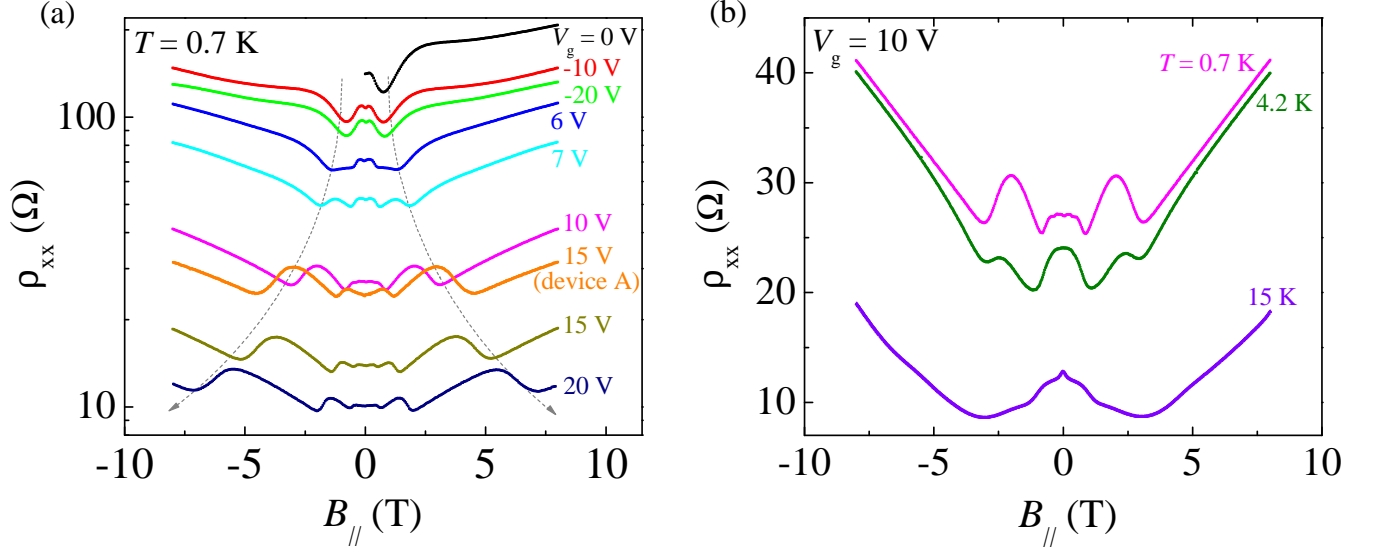 (a)
T = 0.7 K
V_g = 0 V
-10 V
-20 V
6 V
7 V
10 V
15 V
(device A)
15 V
20 V
100
10
ρ_xx (Ω)
-10 -5 0 5 10
B_// (T)
(b)
V_g = 10 V
T = 0.7 K
4.2 K
15 K
40
30
20
10
ρ_xx (Ω)
-10 -5 0 5 10
B_// (T)